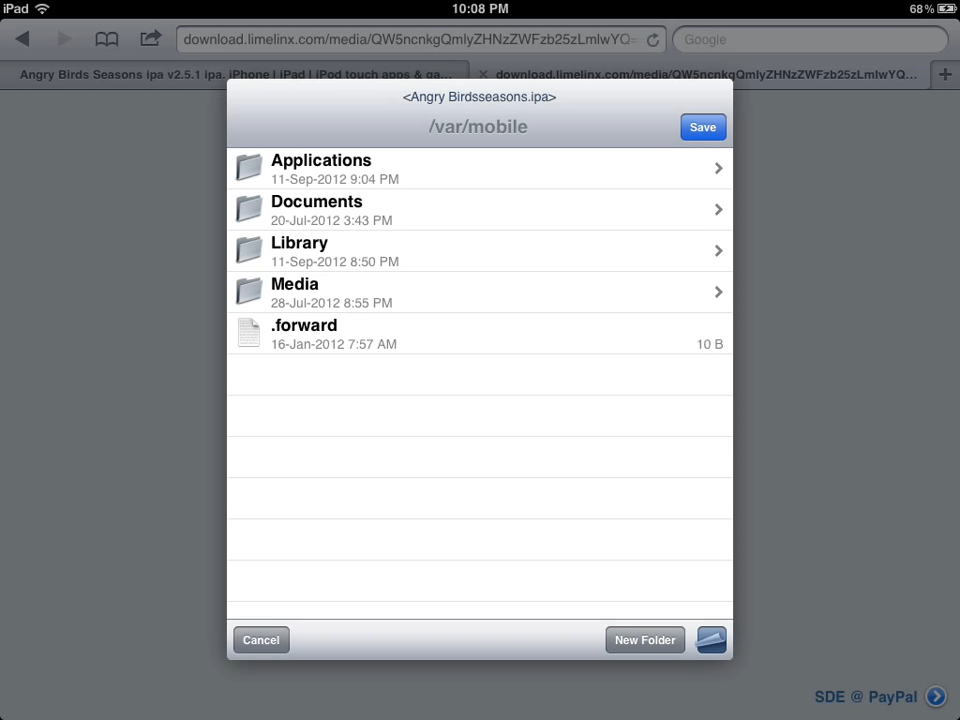 iPad 10:08 PM 68%
download.limelinx.com/media/QW5ncnkgQmlyZHNzZWFzb25zLmlwYQ= Google
Angry Birds Seasons ipa v2.5.1 ipa. iPhone | iPad | iPod touch apps & ga... download.limelinx.com/media/QW5ncnkgQmlyZHNzZWFzb25zLmlwYQ...
<Angry Birdsseasons.ipa>
/var/mobile Save
Applications
11-Sep-2012 9:04 PM
Documents
20-Jul-2012 3:43 PM
Library
11-Sep-2012 8:50 PM
Media
28-Jul-2012 8:55 PM
.forward
16-Jan-2012 7:57 AM 10 B
Cancel New Folder
SDE @ PayPal